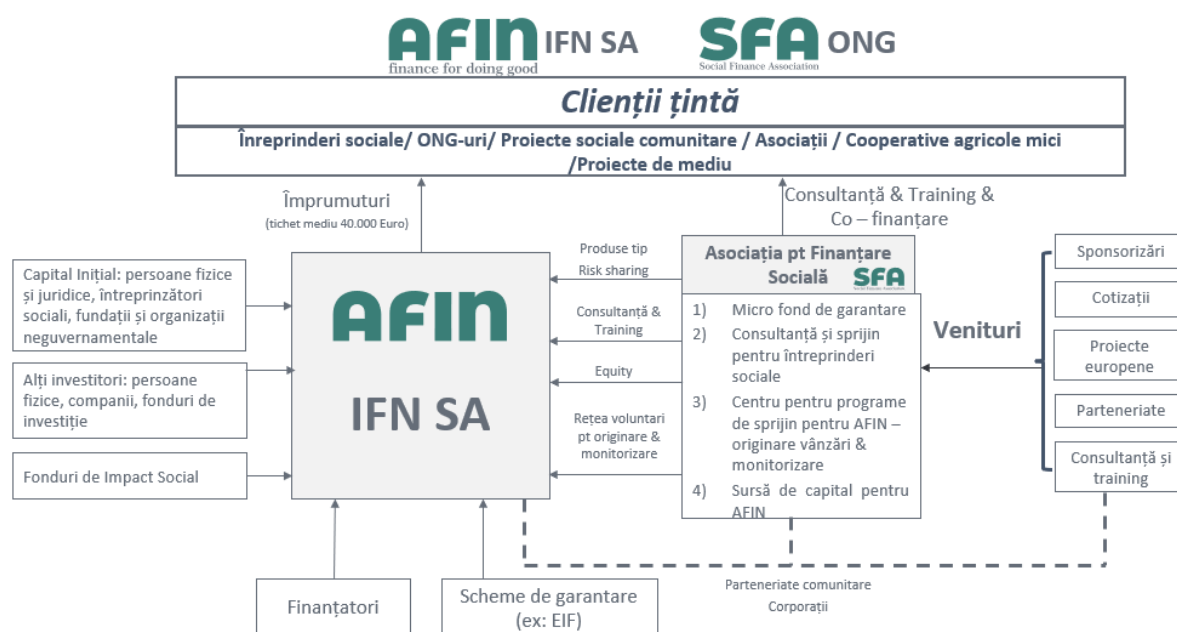 AFIN IFN SA
finance for doing good
SFA ONG
Social Finance Association
Clienții țintă
Înreprinderi sociale/ ONG-uri/ Proiecte sociale comunitare / Asociații / Cooperative agricole mici
/Proiecte de mediu
Împrumuturi
(tichet mediu 40.000 Euro)
Consultanță & Training &
Co – finanțare
Capital Inițial: persoane fizice
și juridice, întreprinzători
sociali, fundații și organizații
neguvernamentale
Alți investitori: persoane
fizice, companii, fonduri de
investiție
Fonduri de Impact Social
AFIN
IFN SA
Produse tip
Risk sharing
Consultanță &
Training
Equity
Rețea voluntari
pt originare &
monitorizare
Asociația pt Finanțare
Socială
SFA
Social Finance Association
1) Micro fond de garantare
2) Consultanță și sprijin
pentru întreprinderi
sociale
3) Centru pentru programe
de sprijin pentru AFIN –
originare vânzări &
monitorizare
4) Sursă de capital pentru
AFIN
Venituri
Sponsorizări
Cotizații
Proiecte
europene
Parteneriate
Consultanță și
training
Parteneriate comunitare
Corporații
Finanțatori
Scheme de garantare
(ex: EIF)